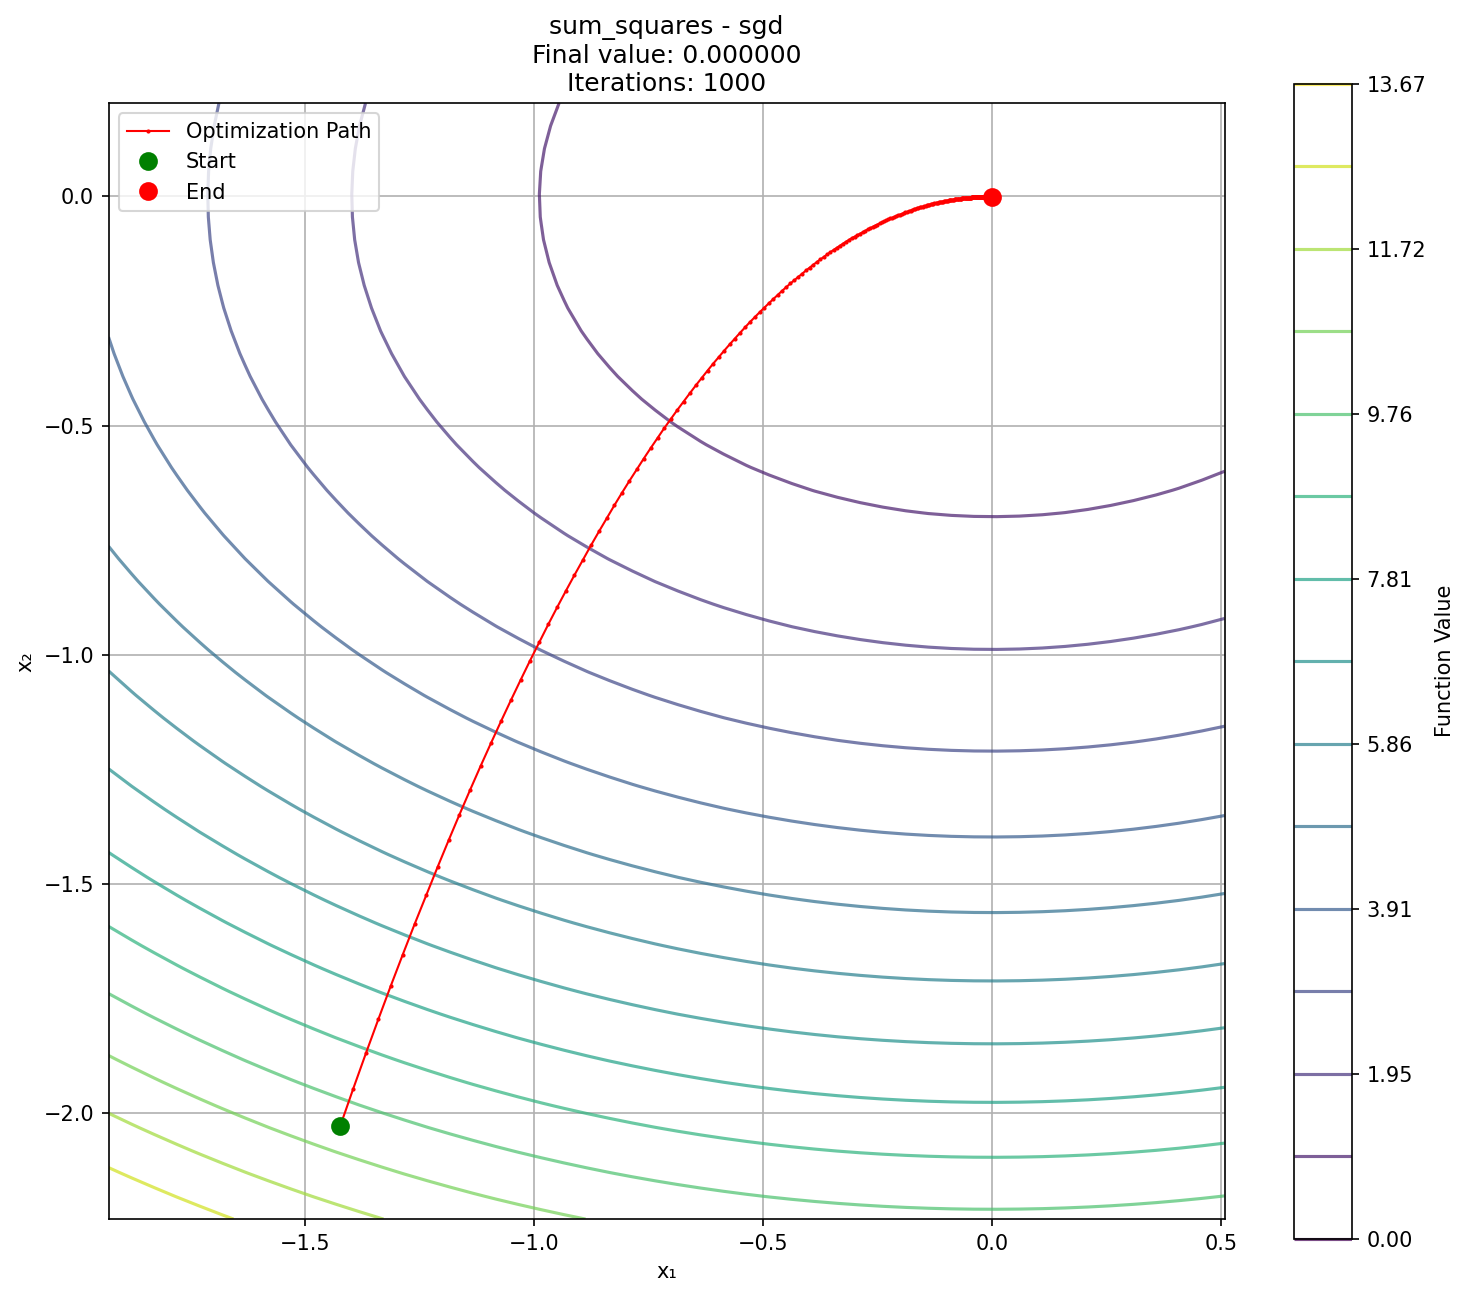 sum_squares - sgd
Final value: 0.000000
Iterations: 1000
Optimization Path
Start
End
0.0
−0.5
−1.0
−1.5
−2.0
x₂
−1.5
−1.0
−0.5
0.0
0.5
x₁
13.67
11.72
9.76
7.81
5.86
3.91
1.95
0.00
Function Value